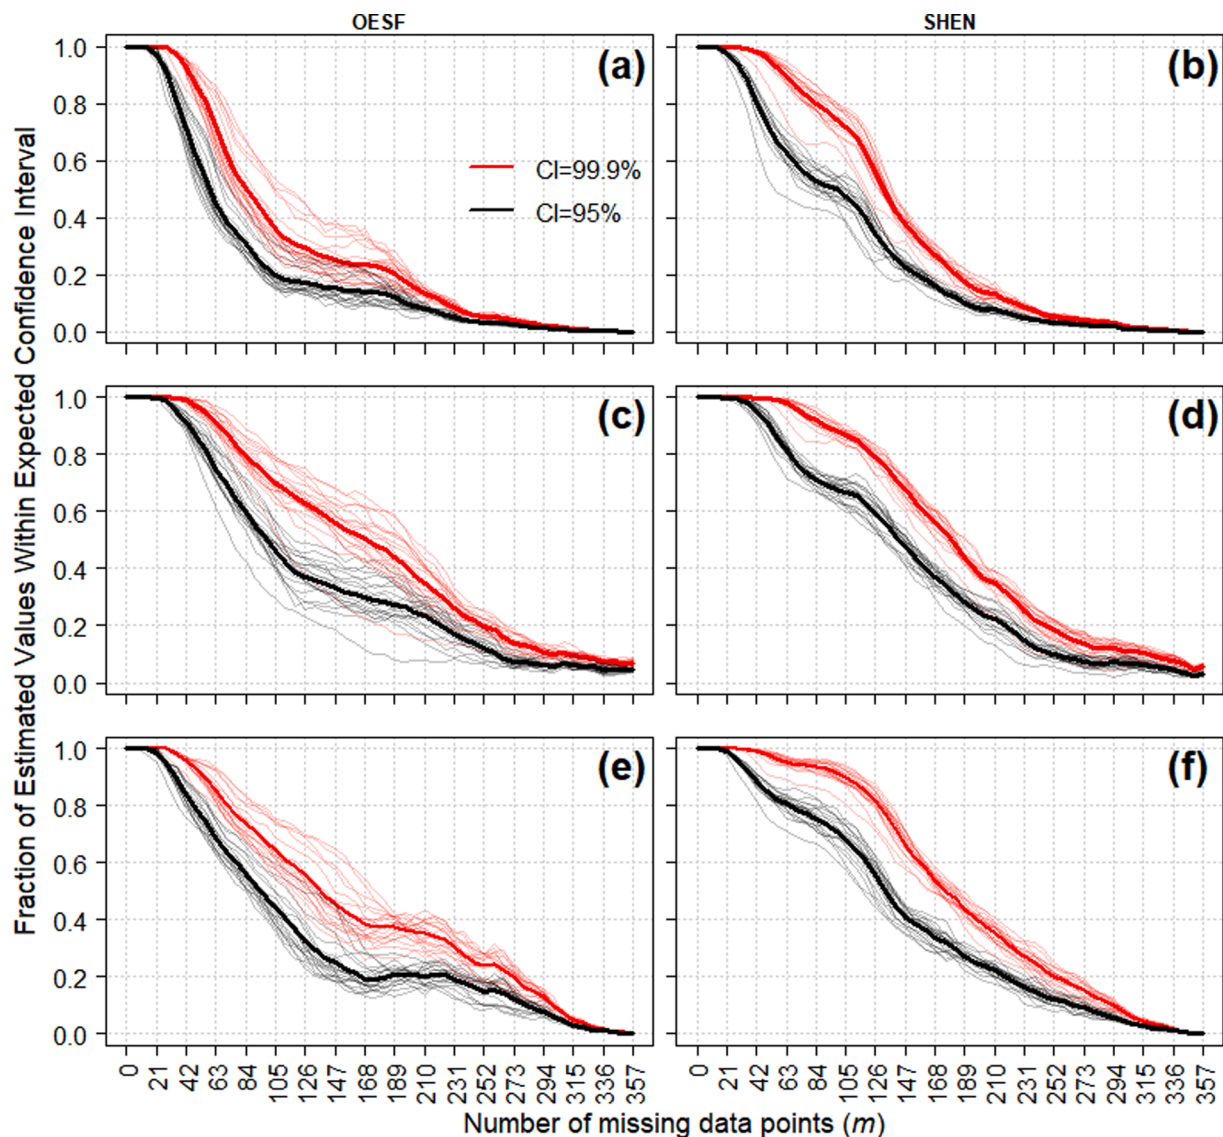 OESF
SHEN
Fraction of Estimated Values Within Expected Confidence Interval
1.0
0.8
0.6
0.4
0.2
0.0
(a)
CI=99.9%
CI=95%
(b)
1.0
0.8
0.6
0.4
0.2
0.0
(c)
(d)
1.0
0.8
0.6
0.4
0.2
0.0
(e)
(f)
0 21 42 63 84 105 126 147 168 189 210 231 252 273 294 315 336 357
0 21 42 63 84 105 126 147 168 189 210 231 252 273 294 315 336 357
Number of missing data points (m)